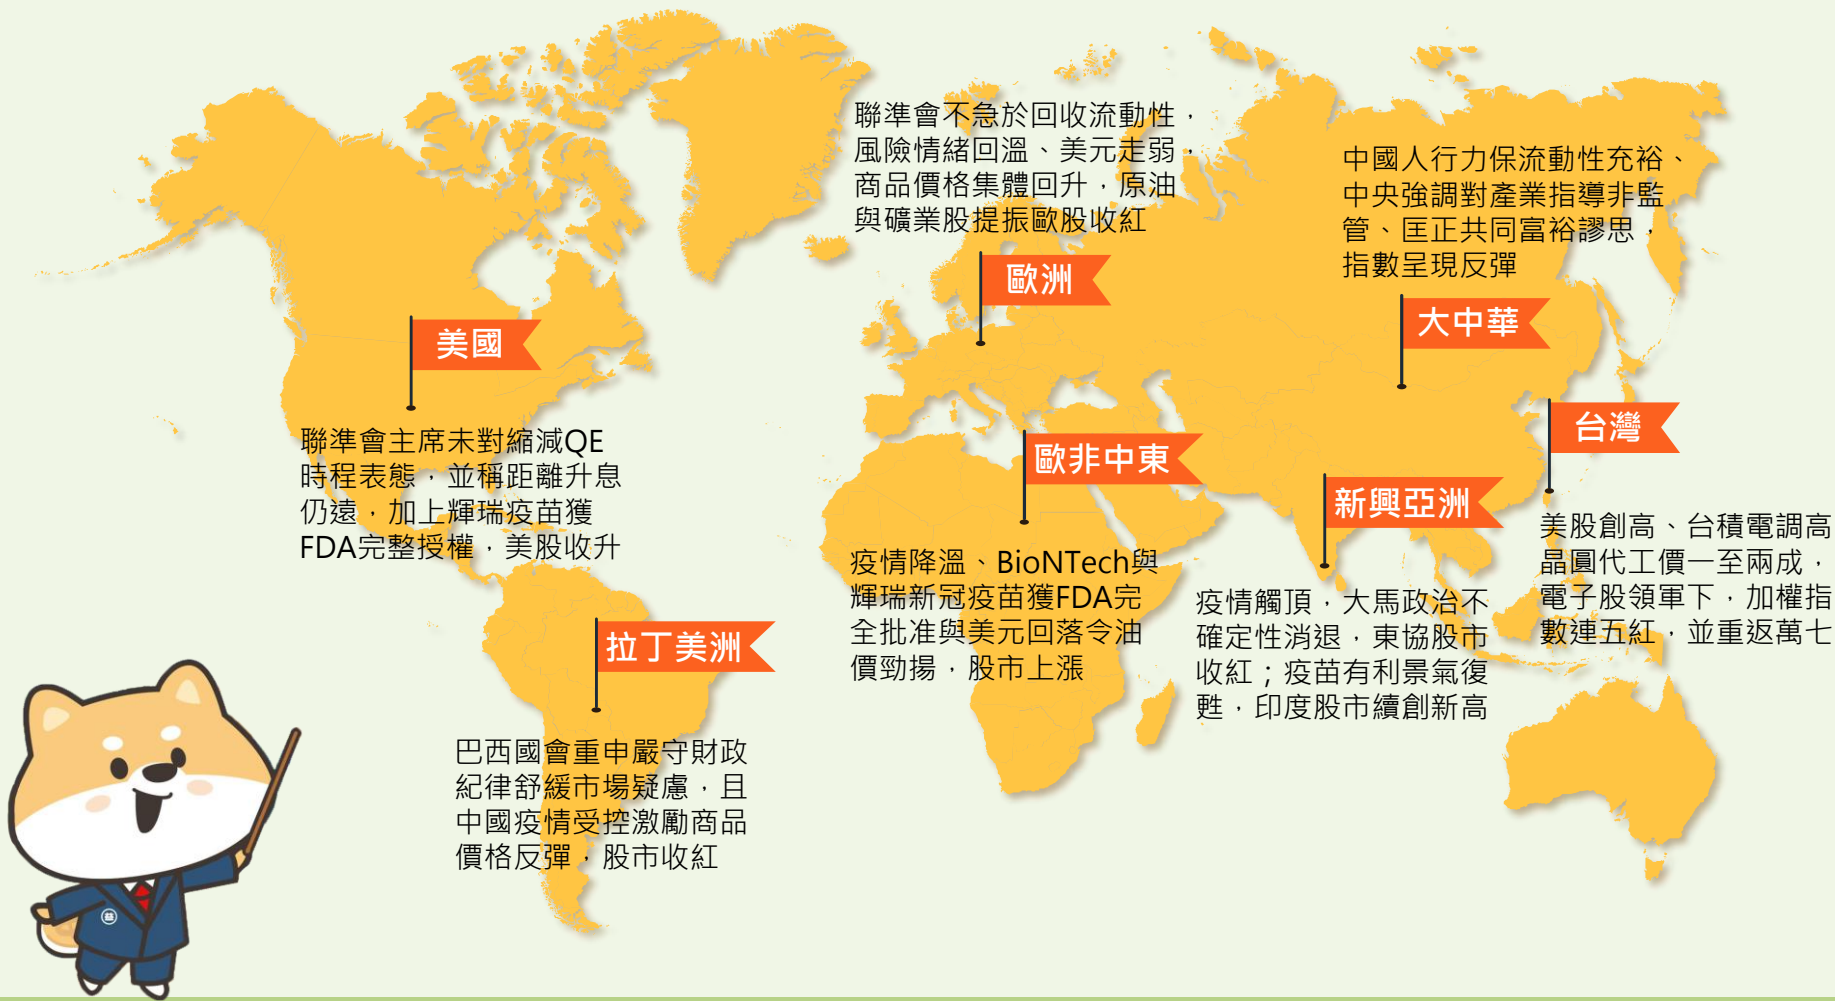 聯準會不急於回收流動性，
風險情緒回溫、美元走弱，
商品價格集體回升，原油
與礦業股提振歐股收紅
歐洲
中國人行力保流動性充裕、
中央強調對產業指導非監
管、匡正共同富裕謬思，
指數呈現反彈
大中華
美國
聯準會主席未對縮減QE
時程表態，並稱距離升息
仍遠，加上輝瑞疫苗獲
FDA完整授權，美股收升
歐非中東
疫情降溫、BioNTech與
輝瑞新冠疫苗獲FDA完
全批准與美元回落令油
價勁揚，股市上漲
新興亞洲
疫情觸頂，大馬政治不
確定性消退，東協股市
收紅；疫苗有利景氣復
甦，印度股市續創新高
台灣
美股創高、台積電調高
晶圓代工價一至兩成，
電子股領軍下，加權指
數連五紅，並重返萬七
拉丁美洲
巴西國會重申嚴守財政
紀律舒緩市場疑慮，且
中國疫情受控激勵商品
價格反彈，股市收紅